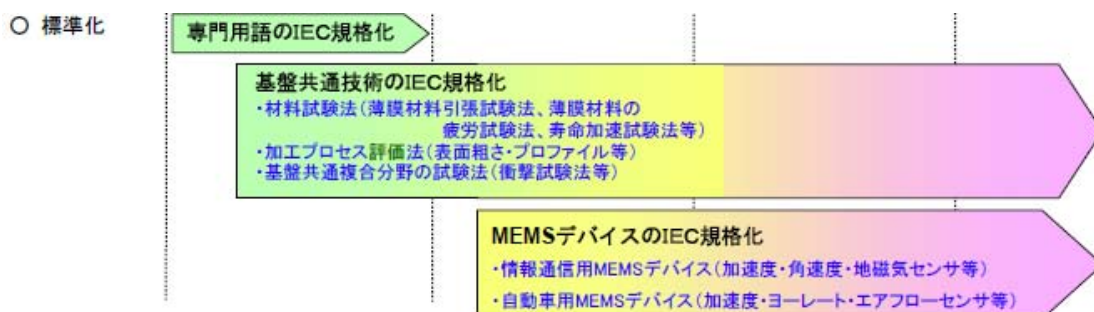 ○ 標準化
専門用語のIEC規格化
基盤共通技術のIEC規格化
・材料試験法(薄膜材料引張試験法、薄膜材料の
疲労試験法、寿命加速試験法等)
・加工プロセス評価法(表面粗さ・プロファイル等)
・基盤共通複合分野の試験法(衝撃試験法等)
MEMSデバイスのIEC規格化
・情報通信用MEMSデバイス(加速度・角速度・地磁気センサ等)
・自動車用MEMSデバイス(加速度・ヨーレート・エアフローセンサ等)